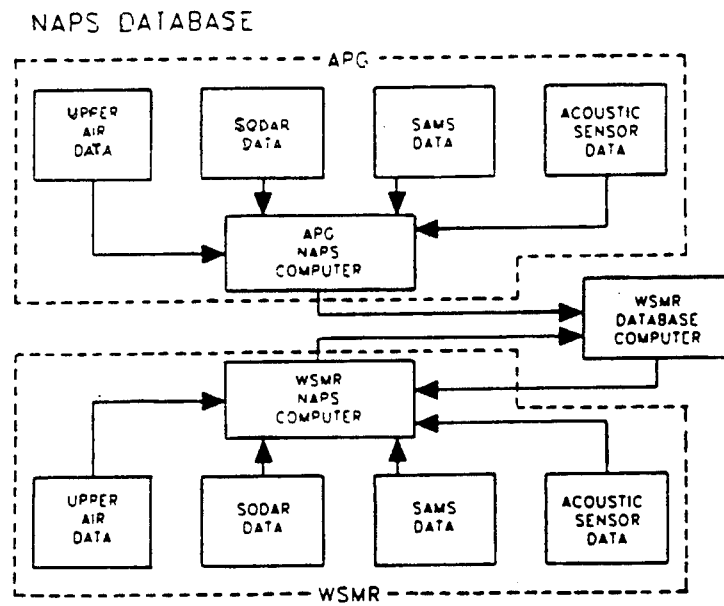 NAPS DATABASE
APG
UPPER
AIR
DATA
SODAR
DATA
SAMS
DATA
ACOUSTIC
SENSOR
DATA
APG
NAPS
COMPUTER
WSMR
DATABASE
COMPUTER
WSMR
NAPS
COMPUTER
UPPER
AIR
DATA
SODAR
DATA
SAMS
DATA
ACOUSTIC
SENSOR
DATA
WSMR